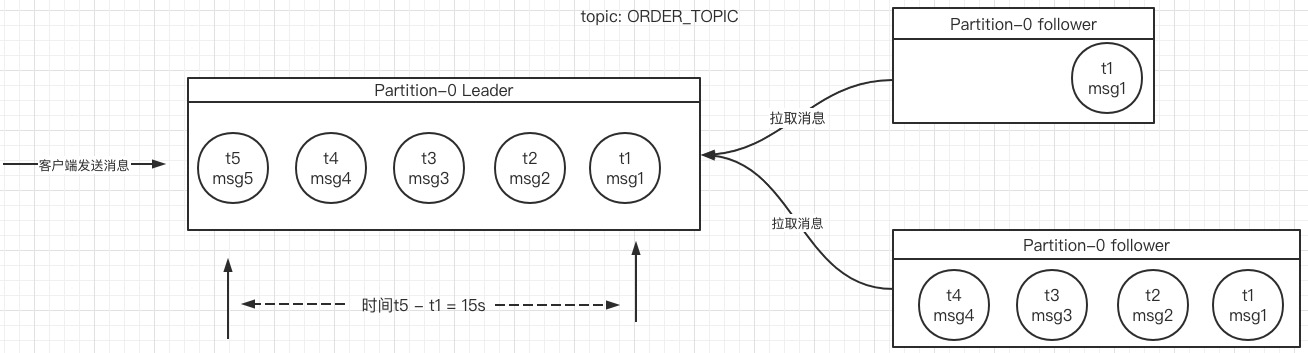 topic: ORDER_TOPIC
Partition-0 follower
t1
msg1
拉取消息
Partition-0 Leader
客户端发送消息
t5
msg5
t4
msg4
t3
msg3
t2
msg2
t1
msg1
拉取消息
时间t5 - t1 = 15s
Partition-0 follower
t4
msg4
t3
msg3
t2
msg2
t1
msg1